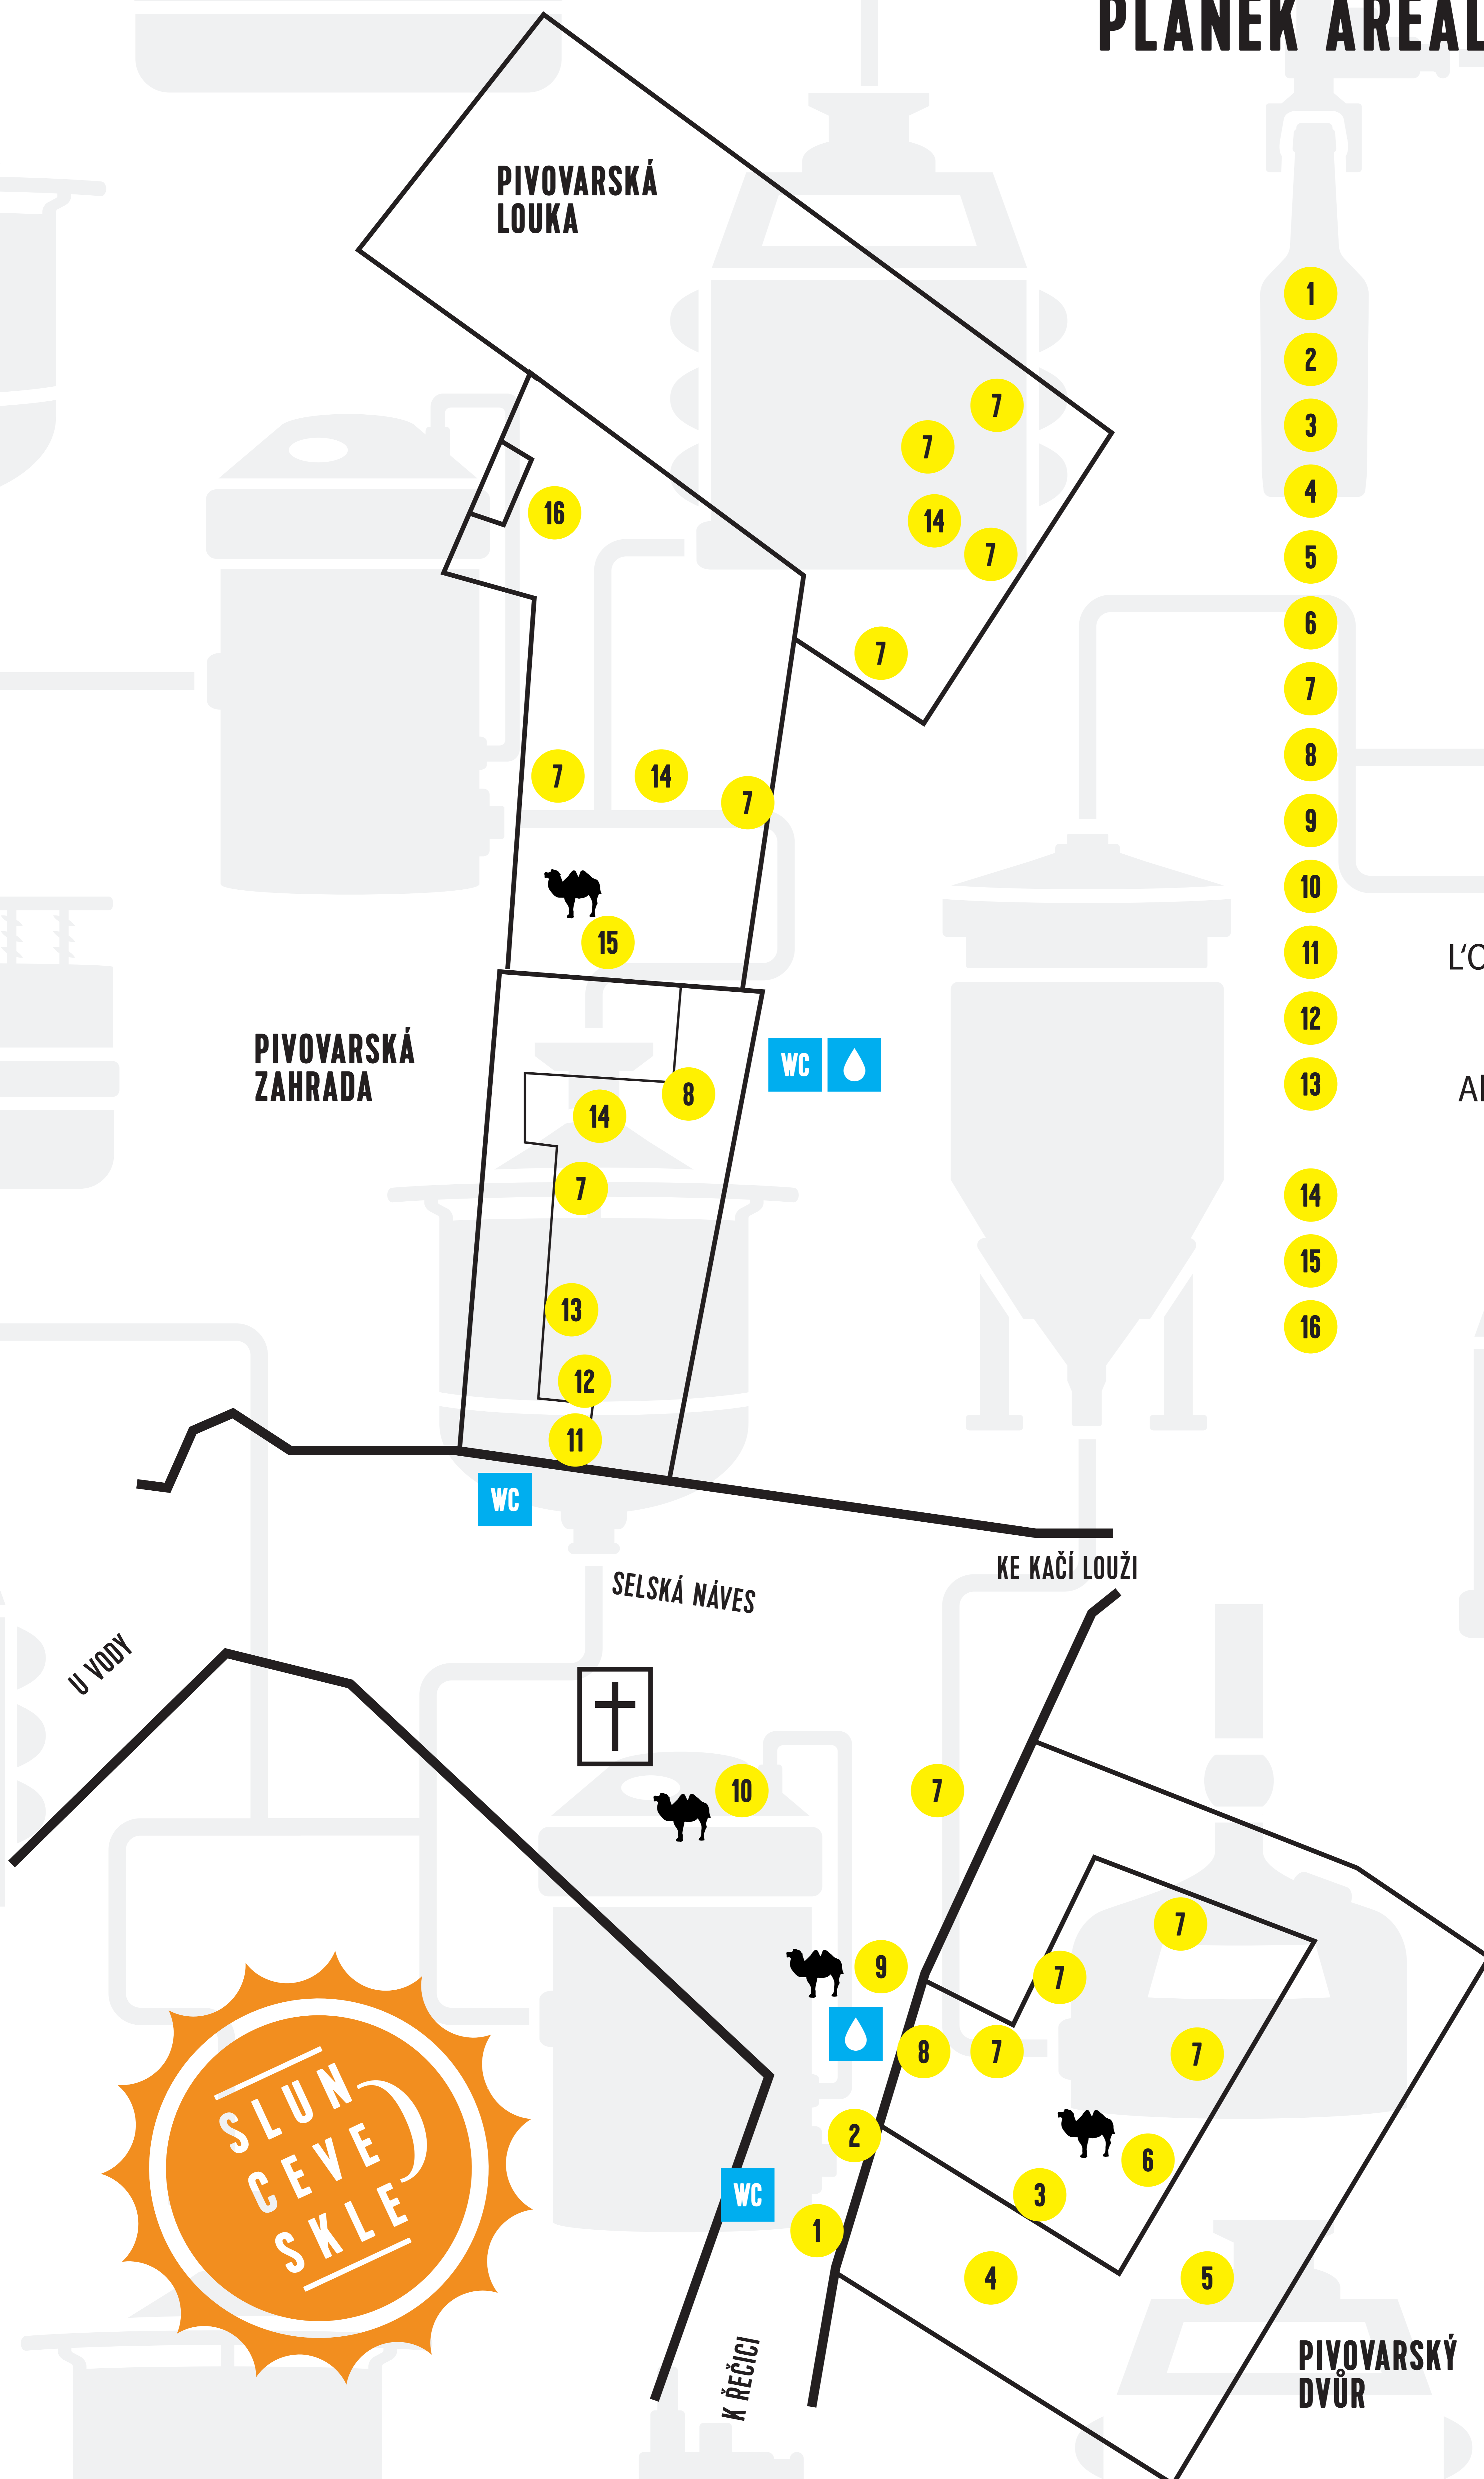 PLÁNEK AREÁL
PIVOVARSKÁ
LOUKA
1
2
7
3
7
4
16
14
7
5
6
7
7
8
7
14
7
9
10
15
11
L‘O
12
PIVOVARSKÁ
ZAHRADA
WC
13
8
14
7
14
15
13
16
12
11
WC
KE KAČÍ LOUŽI
SELSKÁ NÁVES
U VODY
10
7
7
9
7
8
7
7
2
6
WC
3
1
4
5
SLUN
CEVE
SKLE
K ŘEČICI
PIVOVARSKÝ
DVŮR